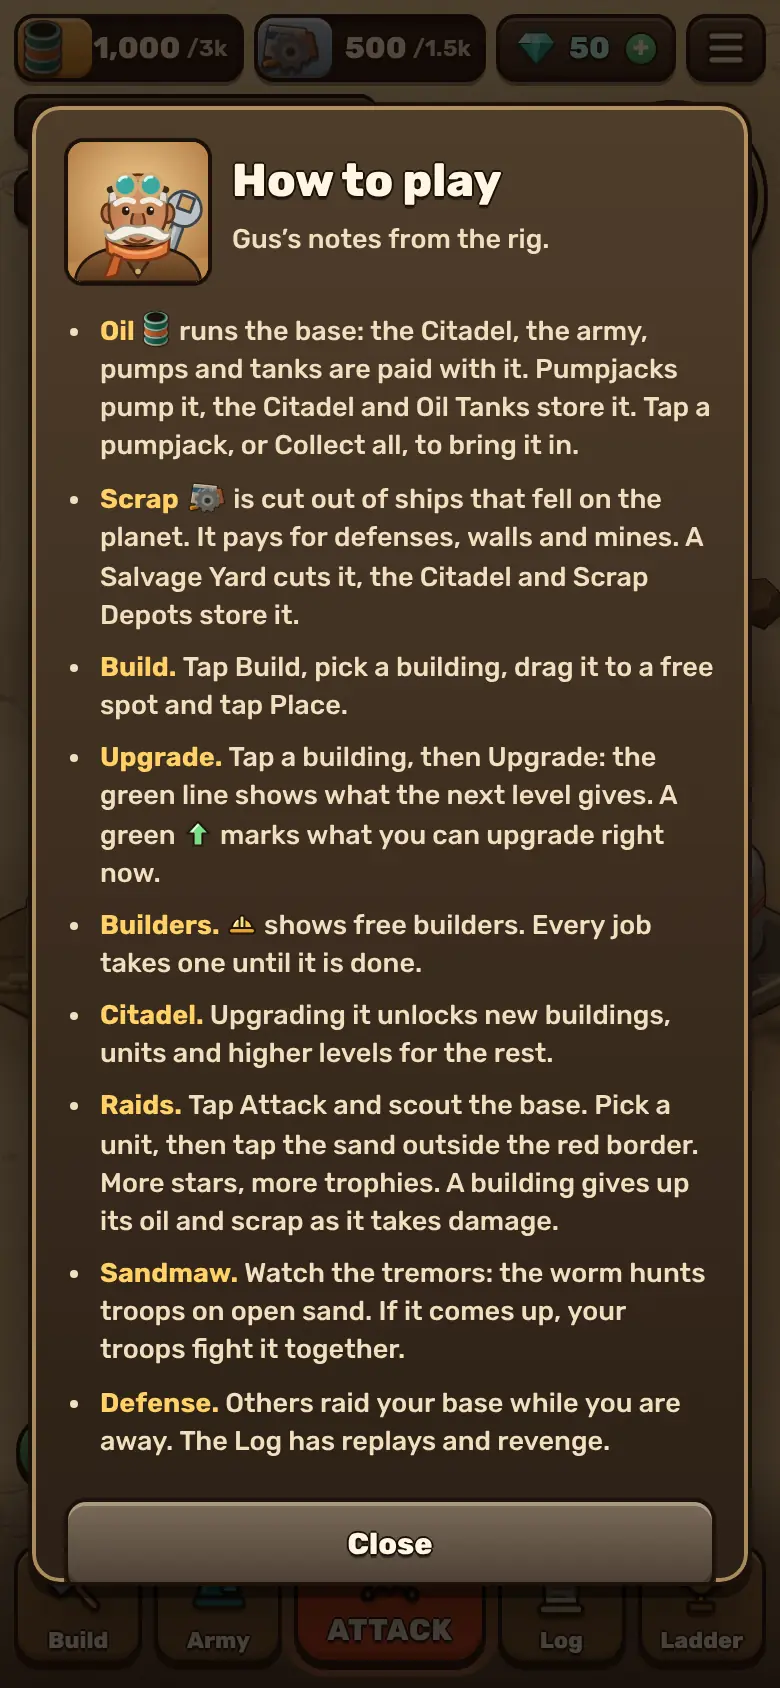 1,000 /3k
500 /1.5k
50
How to play
Gus's notes from the rig.
Oil runs the base: the Citadel, the army,
pumps and tanks are paid with it. Pumpjacks
pump it, the Citadel and Oil Tanks store it. Tap a
pumpjack, or Collect all, to bring it in.
Scrap is cut out of ships that fell on the
planet. It pays for defenses, walls and mines. A
Salvage Yard cuts it, the Citadel and Scrap
Depots store it.
Build. Tap Build, pick a building, drag it to a free
spot and tap Place.
Upgrade. Tap a building, then Upgrade: the
green line shows what the next level gives. A
green marks what you can upgrade right
now.
Builders. shows free builders. Every job
takes one until it is done.
Citadel. Upgrading it unlocks new buildings,
units and higher levels for the rest.
Raids. Tap Attack and scout the base. Pick a
unit, then tap the sand outside the red border.
More stars, more trophies. A building gives up
its oil and scrap as it takes damage.
Sandmaw. Watch the tremors: the worm hunts
troops on open sand. If it comes up, your
troops fight it together.
Defense. Others raid your base while you are
away. The Log has replays and revenge.
Close
Build
Army
ATTACK
Log
Ladder